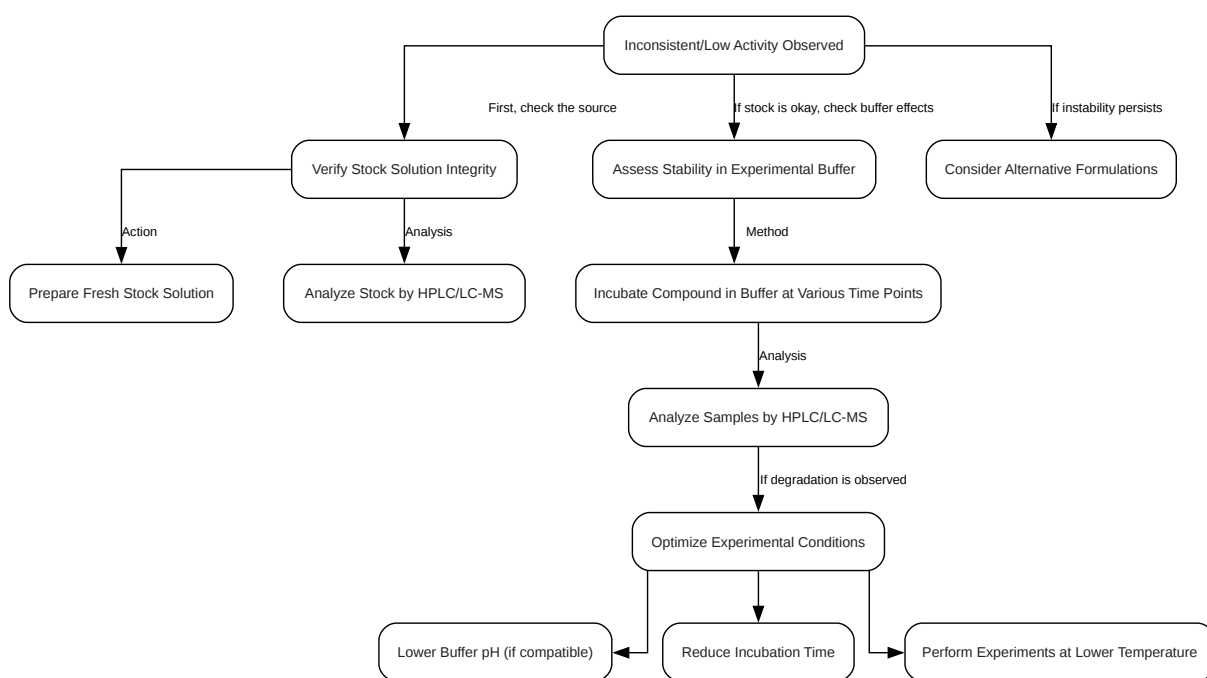 Inconsistent/Low Activity Observed
First, check the source
If stock is okay, check buffer effects
If instability persists
Verify Stock Solution Integrity
Assess Stability in Experimental Buffer
Consider Alternative Formulations
Action
Analysis
Method
Prepare Fresh Stock Solution
Analyze Stock by HPLC/LC-MS
Incubate Compound in Buffer at Various Time Points
Analysis
Analyze Samples by HPLC/LC-MS
If degradation is observed
Optimize Experimental Conditions
Lower Buffer pH (if compatible)
Reduce Incubation Time
Perform Experiments at Lower Temperature